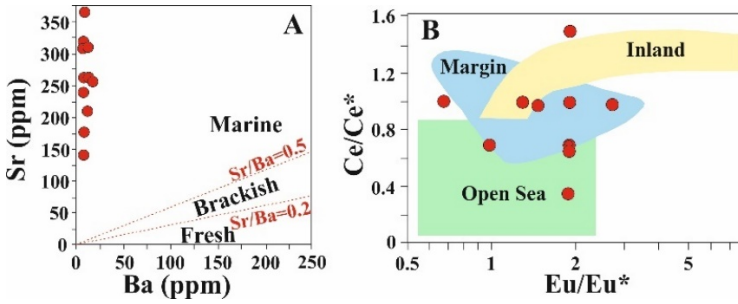 A
Sr (ppm)
350
300
250
200
150
100
50
0
Marine
Sr/Ba=0.5
Brackish
Sr/Ba=0.2
Fresh
0
50
100
150
200
250
Ba (ppm)
B
Ce/Ce*
1.6
1.2
0.8
0.4
0
Inland
Margin
Open Sea
0.5
1
2
4
Eu/Eu*